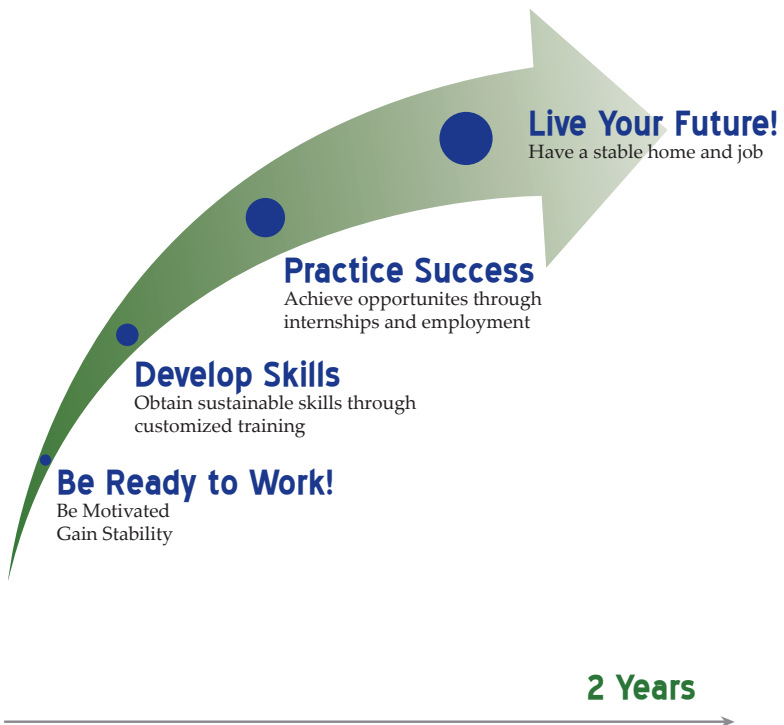 Live Your Future!
Have a stable home and job
Practice Success
Achieve opportunites through
internships and employment
Develop Skills
Obtain sustainable skills through
customized training
Be Ready to Work!
Be Motivated
Gain Stability
2 Years